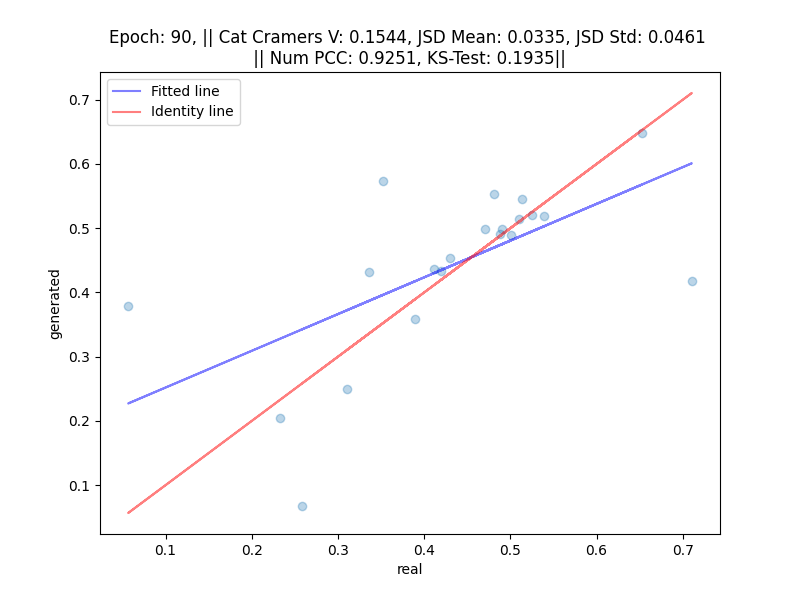 Epoch: 90, || Cat Cramers V: 0.1544, JSD Mean: 0.0335, JSD Std: 0.0461
|| Num PCC: 0.9251, KS-Test: 0.1935||
Fitted line
Identity line
generated
0.7
0.6
0.5
0.4
0.3
0.2
0.1
0.1 0.2 0.3 0.4 0.5 0.6 0.7
real